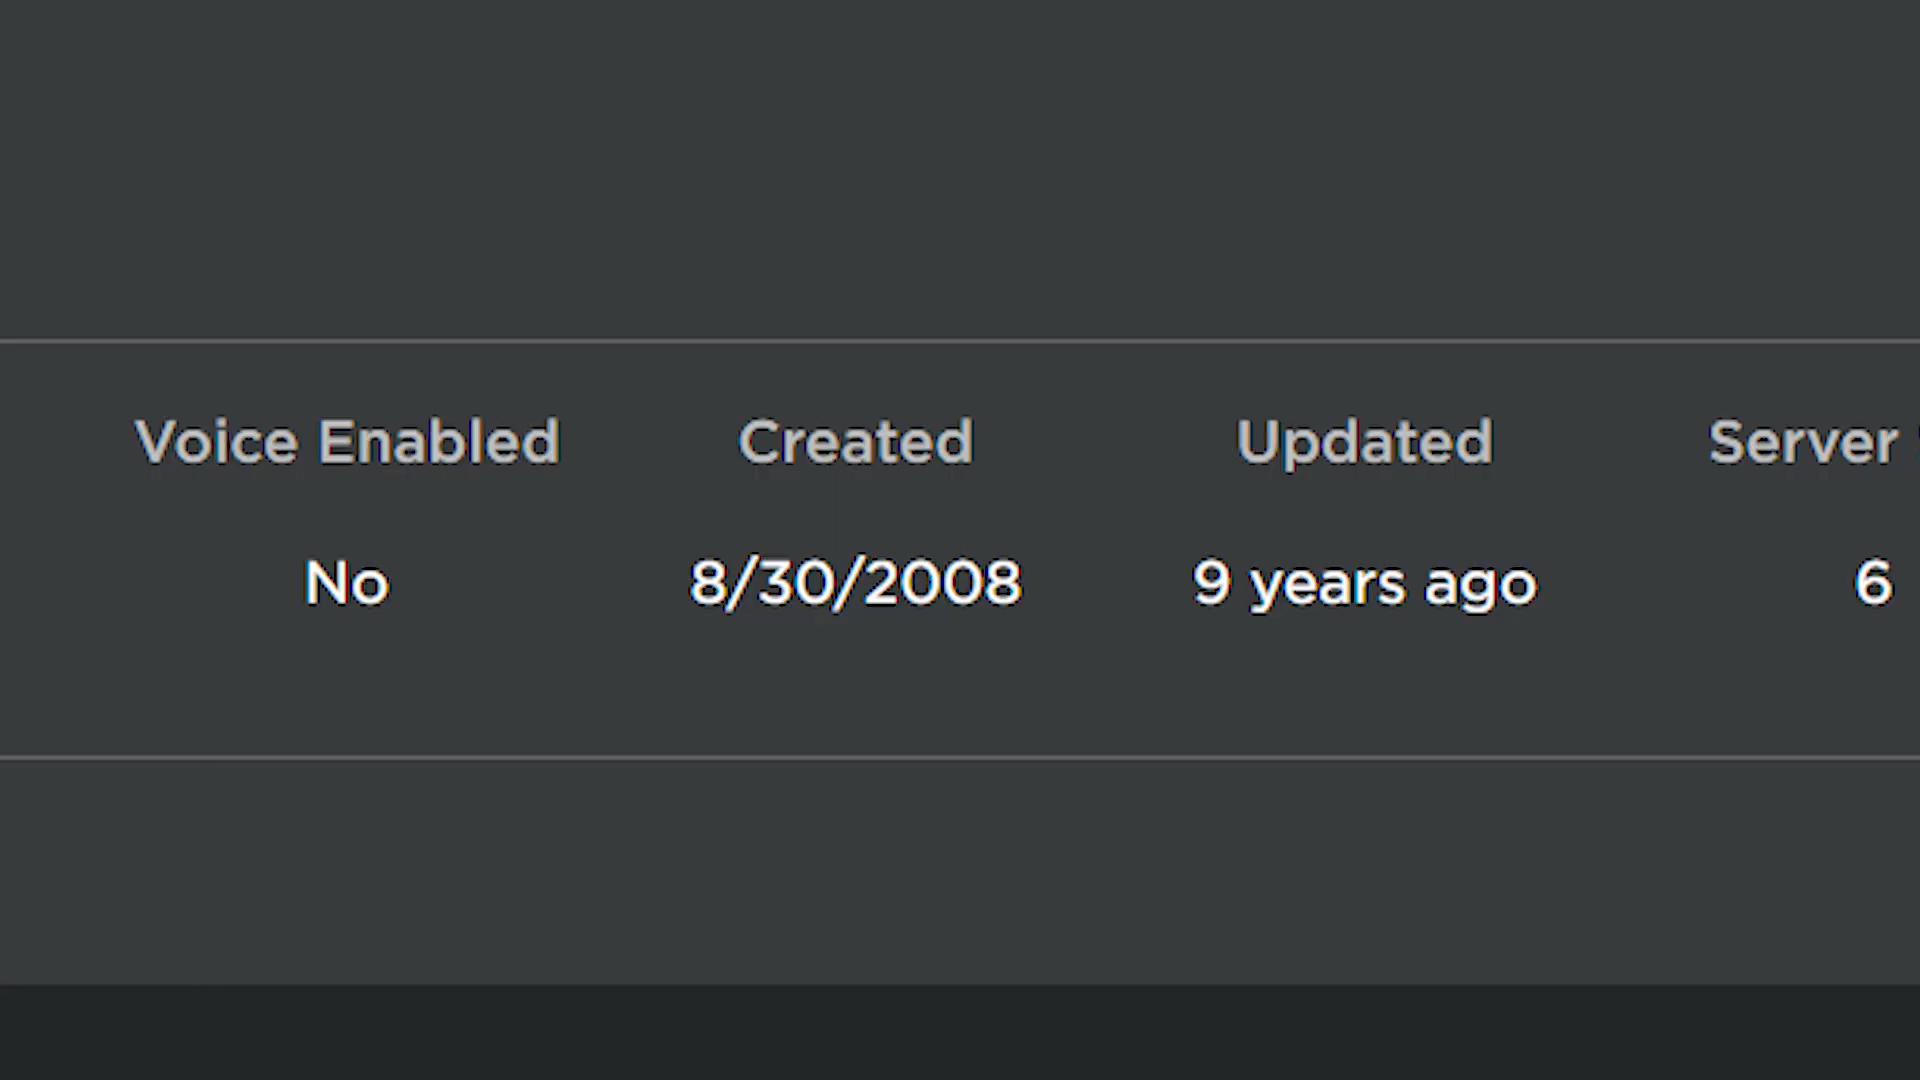 Voice Enabled Created Updated Server
No 8/30/2008 9 years ago 6